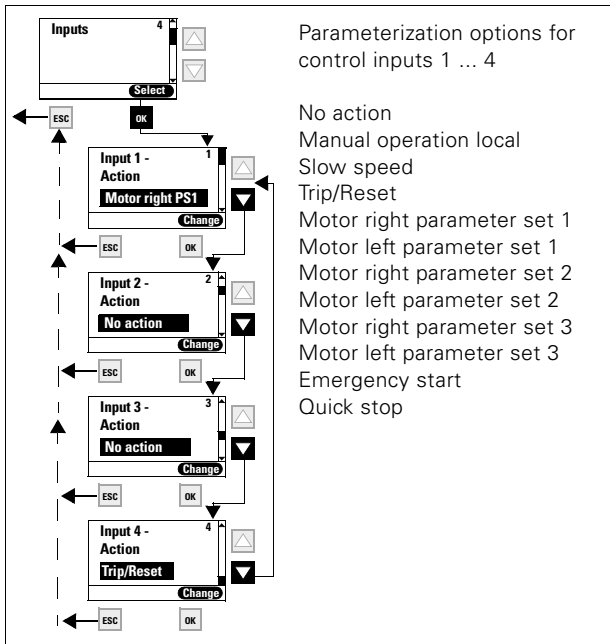 Inputs
4
Select
ESC
OK
Input 1 -
1
Action
Motor right PS1
Change
ESC
OK
Input 2 -
2
Action
No action
Change
ESC
OK
Input 3 -
3
Action
No action
Change
ESC
OK
Input 4 -
4
Action
Trip/Reset
Change
ESC
OK
Parameterization options for
control inputs 1 ... 4
No action
Manual operation local
Slow speed
Trip/Reset
Motor right parameter set 1
Motor left parameter set 1
Motor right parameter set 2
Motor left parameter set 2
Motor right parameter set 3
Motor left parameter set 3
Emergency start
Quick stop